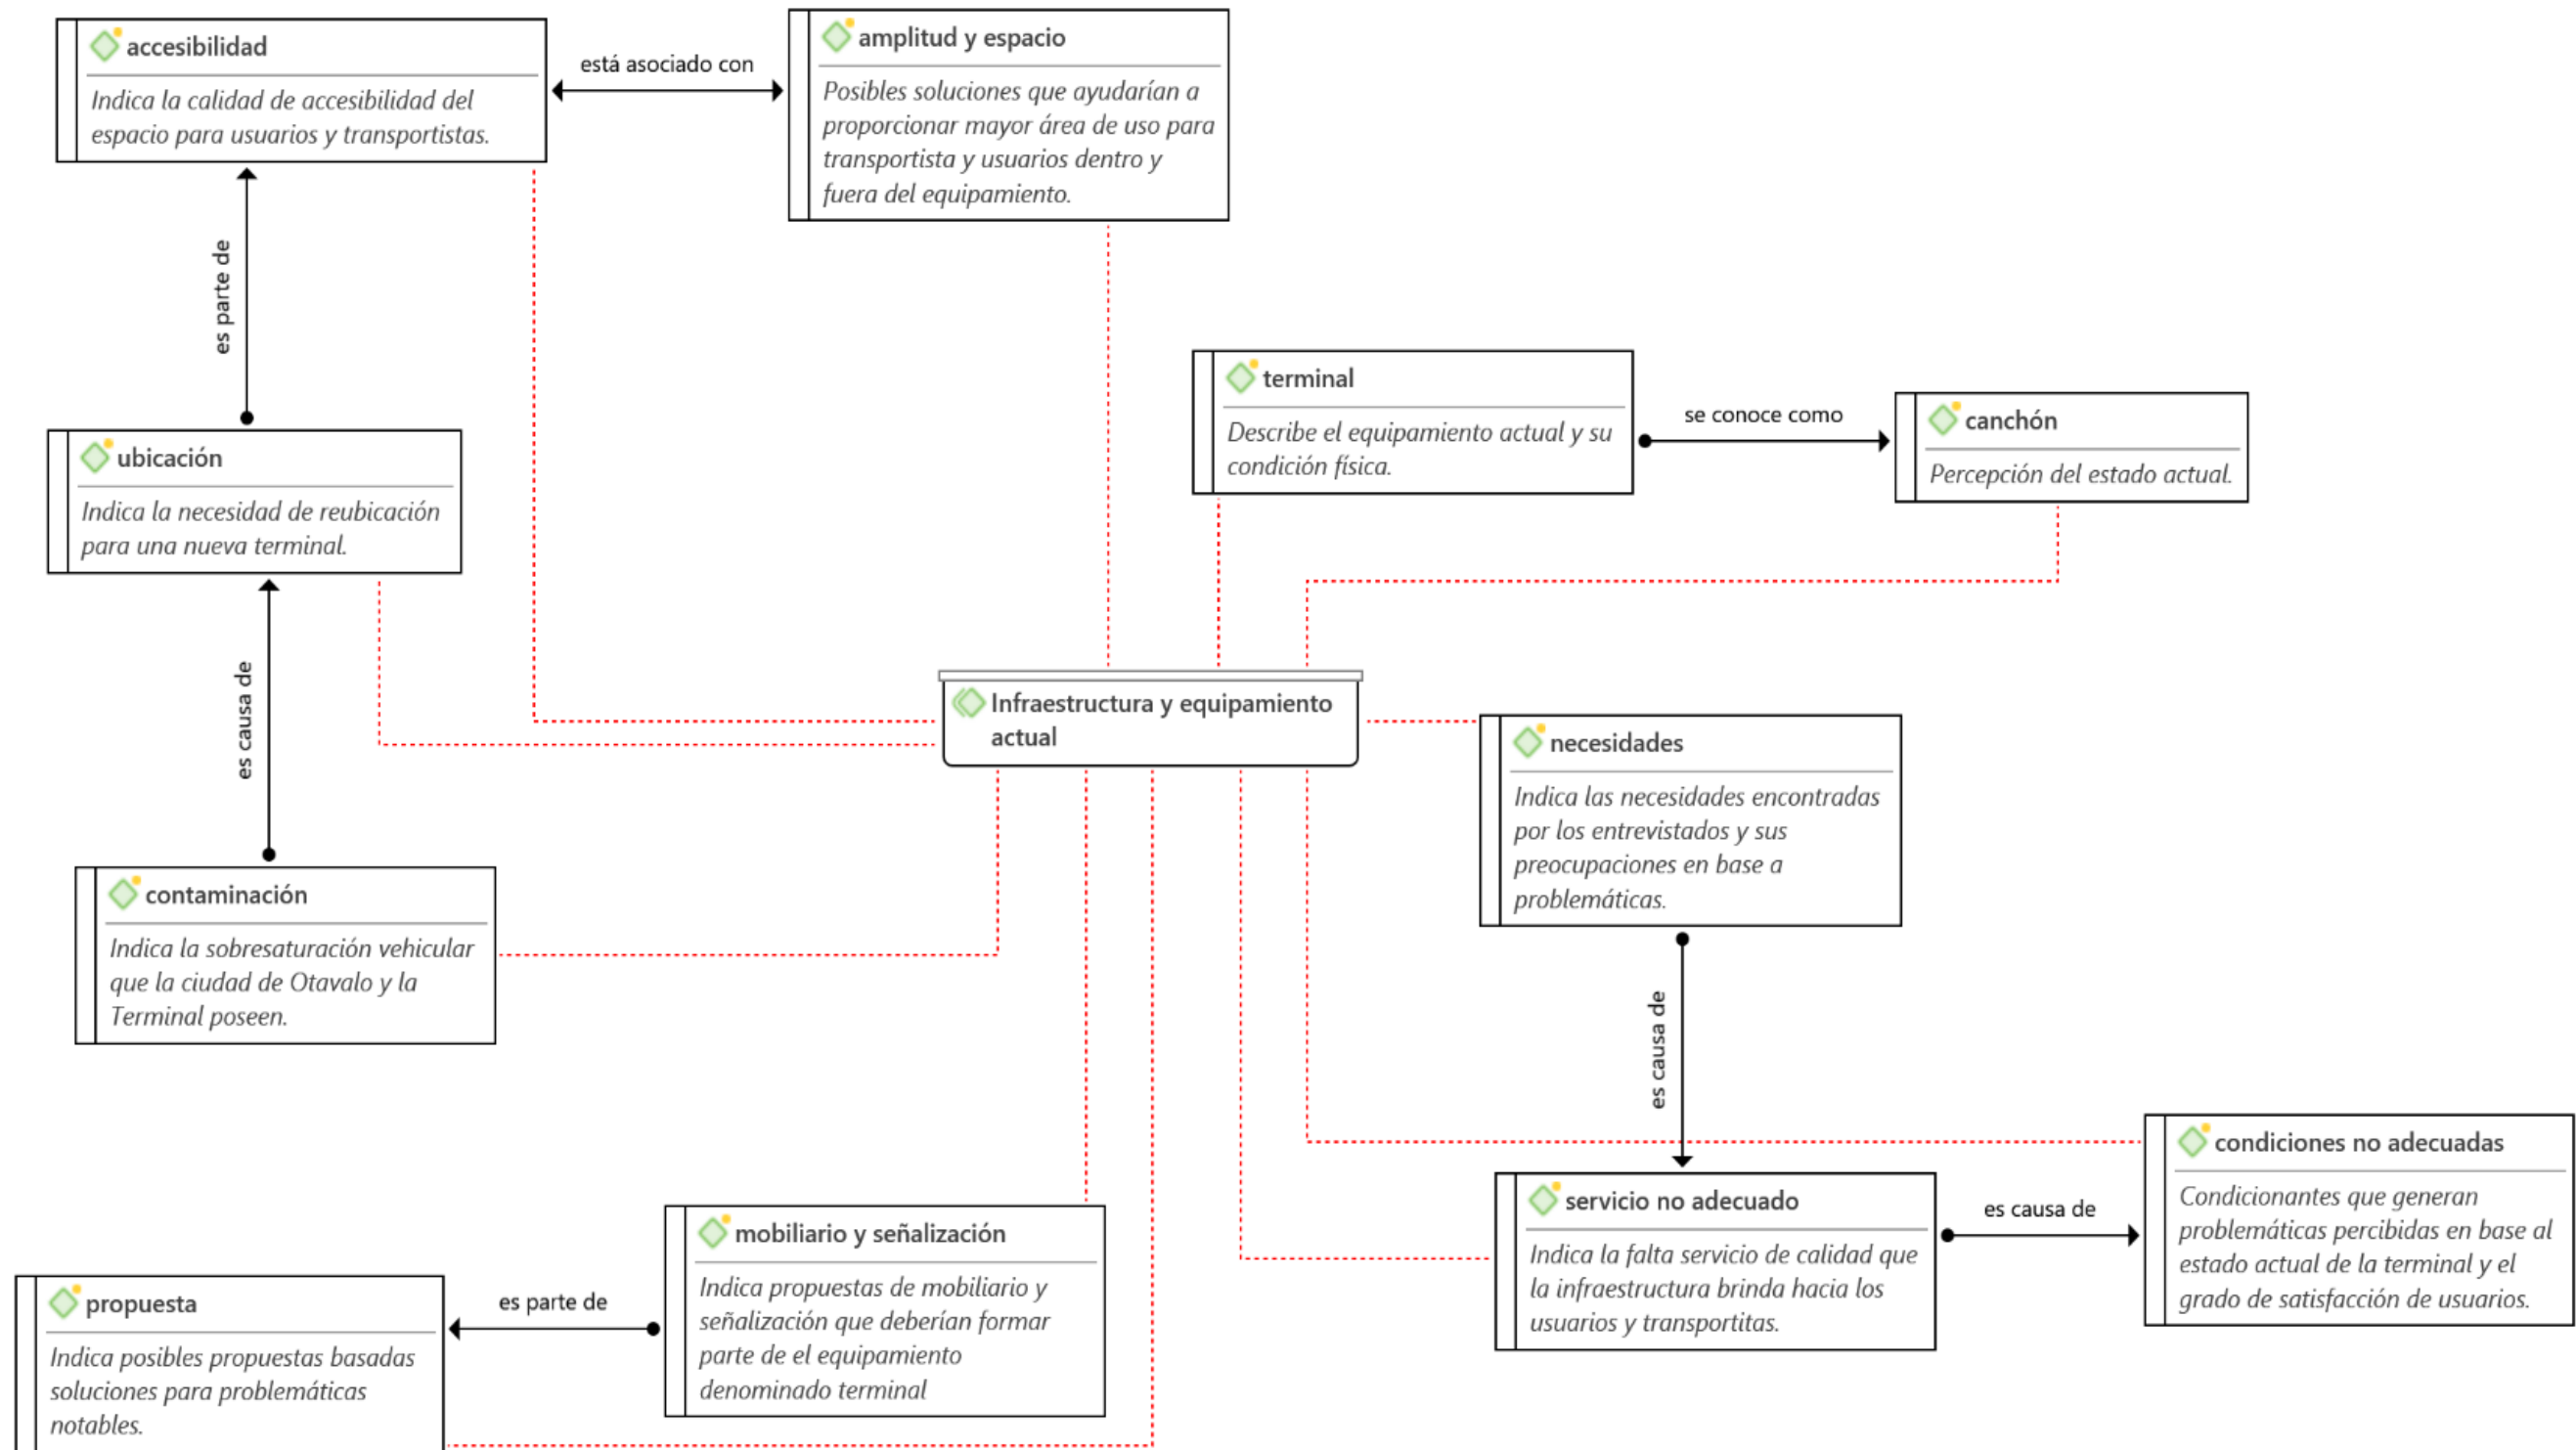 accesibilidad
Indica la calidad de accesibilidad del
espacio para usuarios y transportistas.
está asociado con
amplitud y espacio
Posibles soluciones que ayudarían a
proporcionar mayor área de uso para
transportista y usuarios dentro y
fuera del equipamiento.
es parte de
terminal
Describe el equipamiento actual y su
condición física.
se conoce como
canchón
Percepción del estado actual.
ubicación
Indica la necesidad de reubicación
para una nueva terminal.
es causa de
Infraestructura y equipamiento
actual
necesidades
Indica las necesidades encontradas
por los entrevistados y sus
preocupaciones en base a
problemáticas.
contaminación
Indica la sobresaturación vehicular
que la ciudad de Otavalo y la
Terminal poseen.
es causa de
condiciones no adecuadas
Condicionantes que generan
problemáticas percibidas en base al
estado actual de la terminal y el
grado de satisfacción de usuarios.
servicio no adecuado
Indica la falta servicio de calidad que
la infraestructura brinda hacia los
usuarios y transportitas.
es causa de
mobiliario y señalización
Indica propuestas de mobiliario y
señalización que deberían formar
parte de el equipamiento
denominado terminal
es parte de
propuesta
Indica posibles propuestas basadas
soluciones para problemáticas
notables.